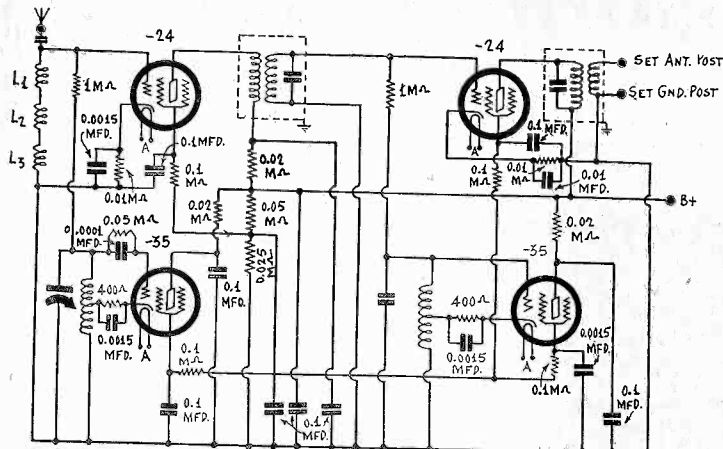 -24
-24
SET ANT. POST
SET GND. POST
L1
L2
L3
1MΩ
0.0015
MFD.
A
0.01MΩ
0.1MFD.
0.1
MΩ
0.02
MΩ
0.05
MΩ
0.025
MΩ
0.02
MΩ
1MΩ
A
0.1
MFD.
0.01
MΩ
0.01
MFD.
0.1
MΩ
B+
0.02
MΩ
0.05MΩ
0.0001
MFD.
-35
400Ω
0.0015
MFD.
A
0.1
MFD.
0.1
MΩ
0.1
MFD.
0.1
MFD.
-35
400Ω
0.0015
MFD.
A
0.1MΩ
0.0015
MFD.
0.1
MFD.